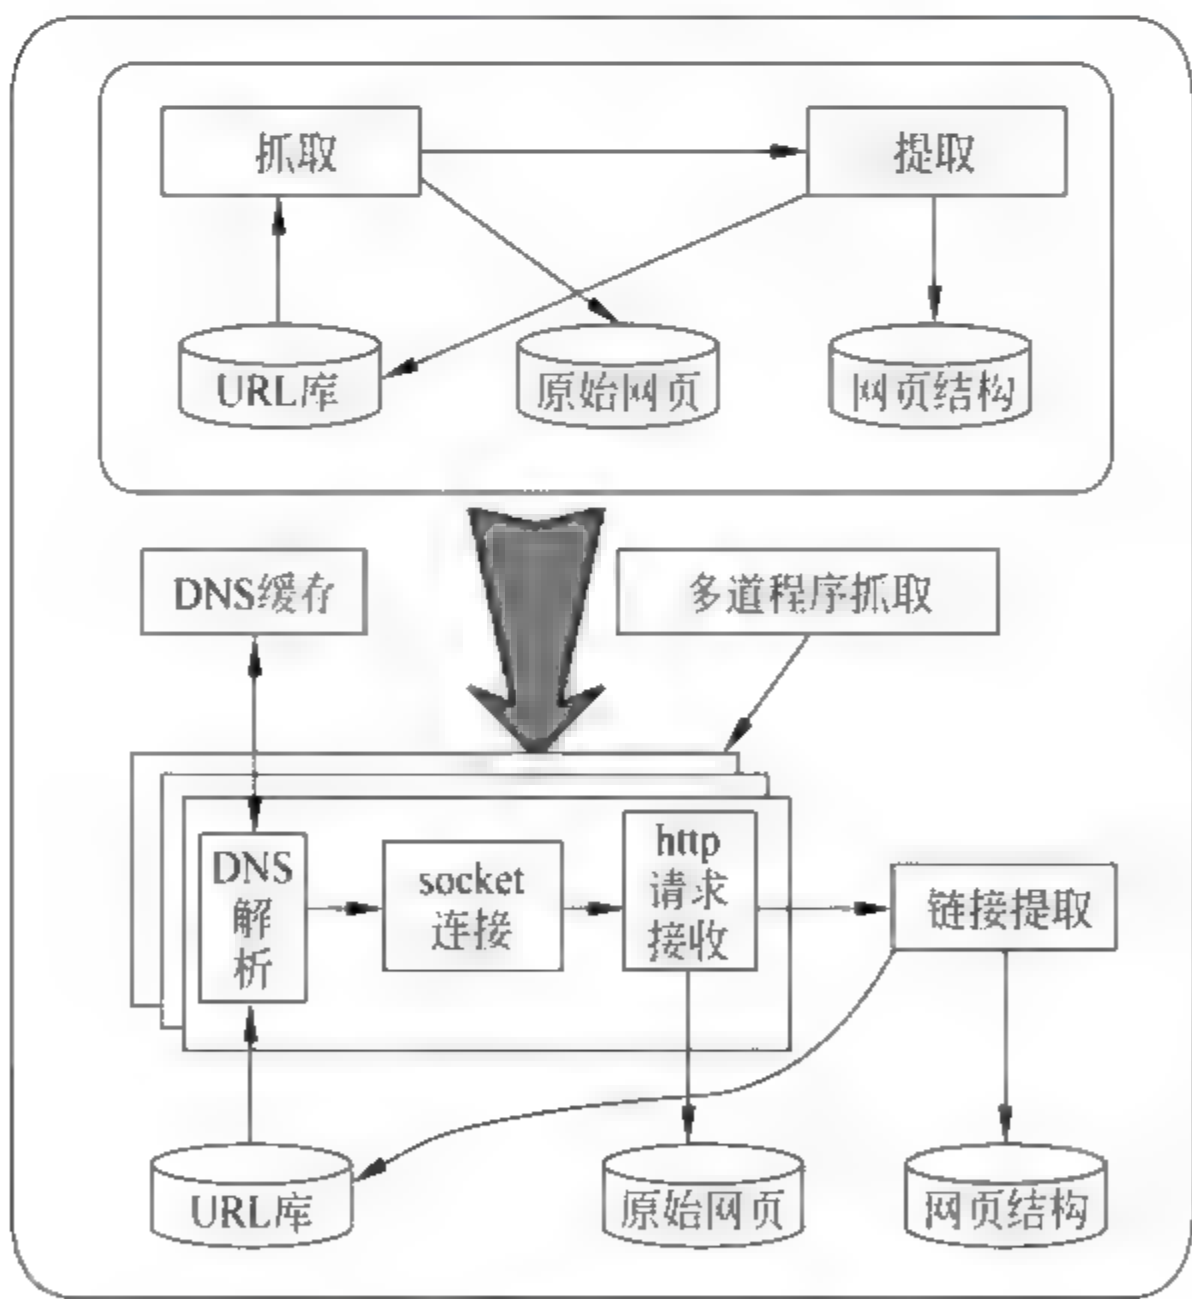 抓取
提取
URL库
原始网页
网页结构
DNS缓存
多道程序抓取
DNS
解
析
socket
连接
http
请求
接收
链接提取
URL库
原始网页
网页结构